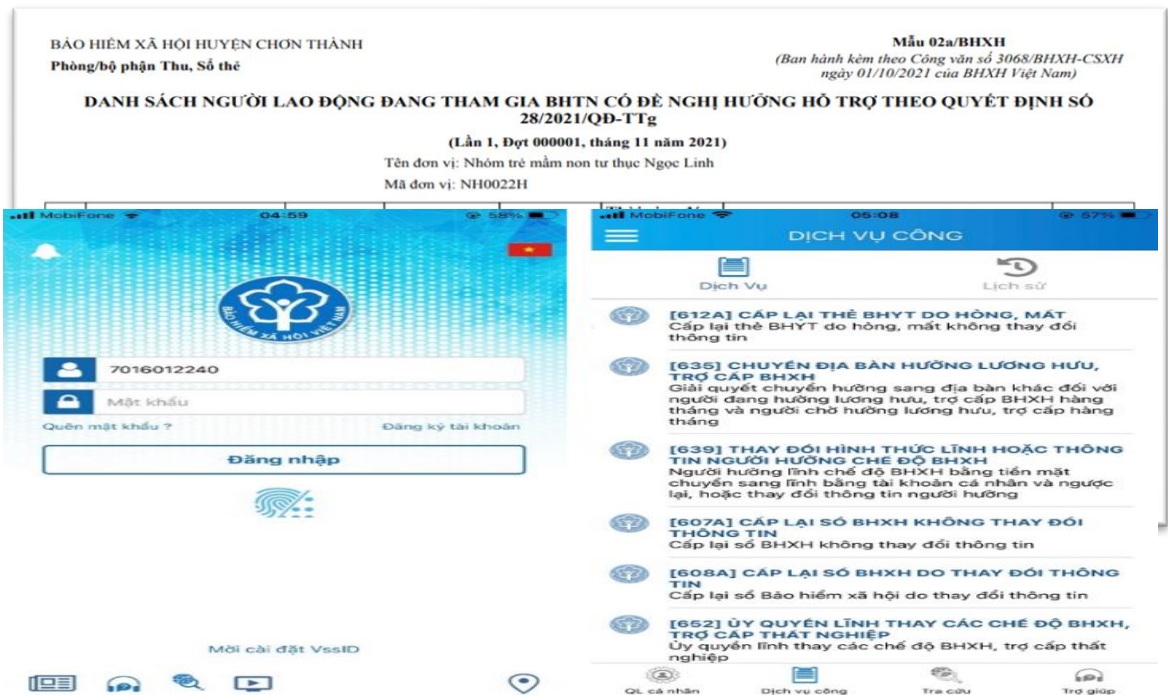 BẢO HIỂM XÃ HỘI HUYỆN CHƠN THÀNH
Phòng/bộ phận Thu, Sổ thẻ
Mẫu 02a/BHXH
(Ban hành kèm theo Công văn số 3068/BHXH-CSXH
ngày 01/10/2021 của BHXH Việt Nam)
DANH SÁCH NGƯỜI LAO ĐỘNG ĐANG THAM GIA BHTN CÓ ĐỀ NGHỊ HƯỞNG HỖ TRỢ THEO QUYẾT ĐỊNH SỐ
28/2021/QĐ-TTg
(Lần 1, Đợt 000001, tháng 11 năm 2021)
Tên đơn vị: Nhóm trẻ mầm non tư thục Ngọc Linh
Mã đơn vị: NH0022H
MobiFone 04:59 58%
BẢO HIỂM XÃ HỘI VIỆT NAM
7016012240
Mật khẩu
Quên mật khẩu ? Đăng ký tài khoản
Đăng nhập
Mời cài đặt VssID
MobiFone 05:08 57%
DỊCH VỤ CÔNG
Dịch Vụ Lịch sử
[612A] CẤP LẠI THẺ BHYT DO HỎNG, MẤT
Cấp lại thẻ BHYT do hỏng, mất không thay đổi
thông tin
[635] CHUYỂN ĐỊA BÀN HƯỞNG LƯƠNG HƯU,
TRỢ CẤP BHXH
Giải quyết chuyển hưởng sang địa bàn khác đối với
người đang hưởng lương hưu, trợ cấp BHXH hàng
tháng và người chờ hưởng lương hưu, trợ cấp hàng
tháng
[639] THAY ĐỔI HÌNH THỨC LĨNH HOẶC THÔNG
TIN NGƯỜI HƯỞNG CHẾ ĐỘ BHXH
Người hưởng lĩnh chế độ BHXH bằng tiền mặt
chuyển sang lĩnh bằng tài khoản cá nhân và ngược
lại, hoặc thay đổi thông tin người hưởng
[607A] CẤP LẠI SỔ BHXH KHÔNG THAY ĐỔI
THÔNG TIN
Cấp lại sổ BHXH không thay đổi thông tin
[608A] CẤP LẠI SỔ BHXH DO THAY ĐỔI THÔNG
TIN
Cấp lại sổ Bảo hiểm xã hội do thay đổi thông tin
[652] ỦY QUYỀN LĨNH THAY CÁC CHẾ ĐỘ BHXH,
TRỢ CẤP THẤT NGHIỆP
Ủy quyền lĩnh thay các chế độ BHXH, trợ cấp thất
nghiệp
QL cá nhân Dịch vụ công Tra cứu Trợ giúp